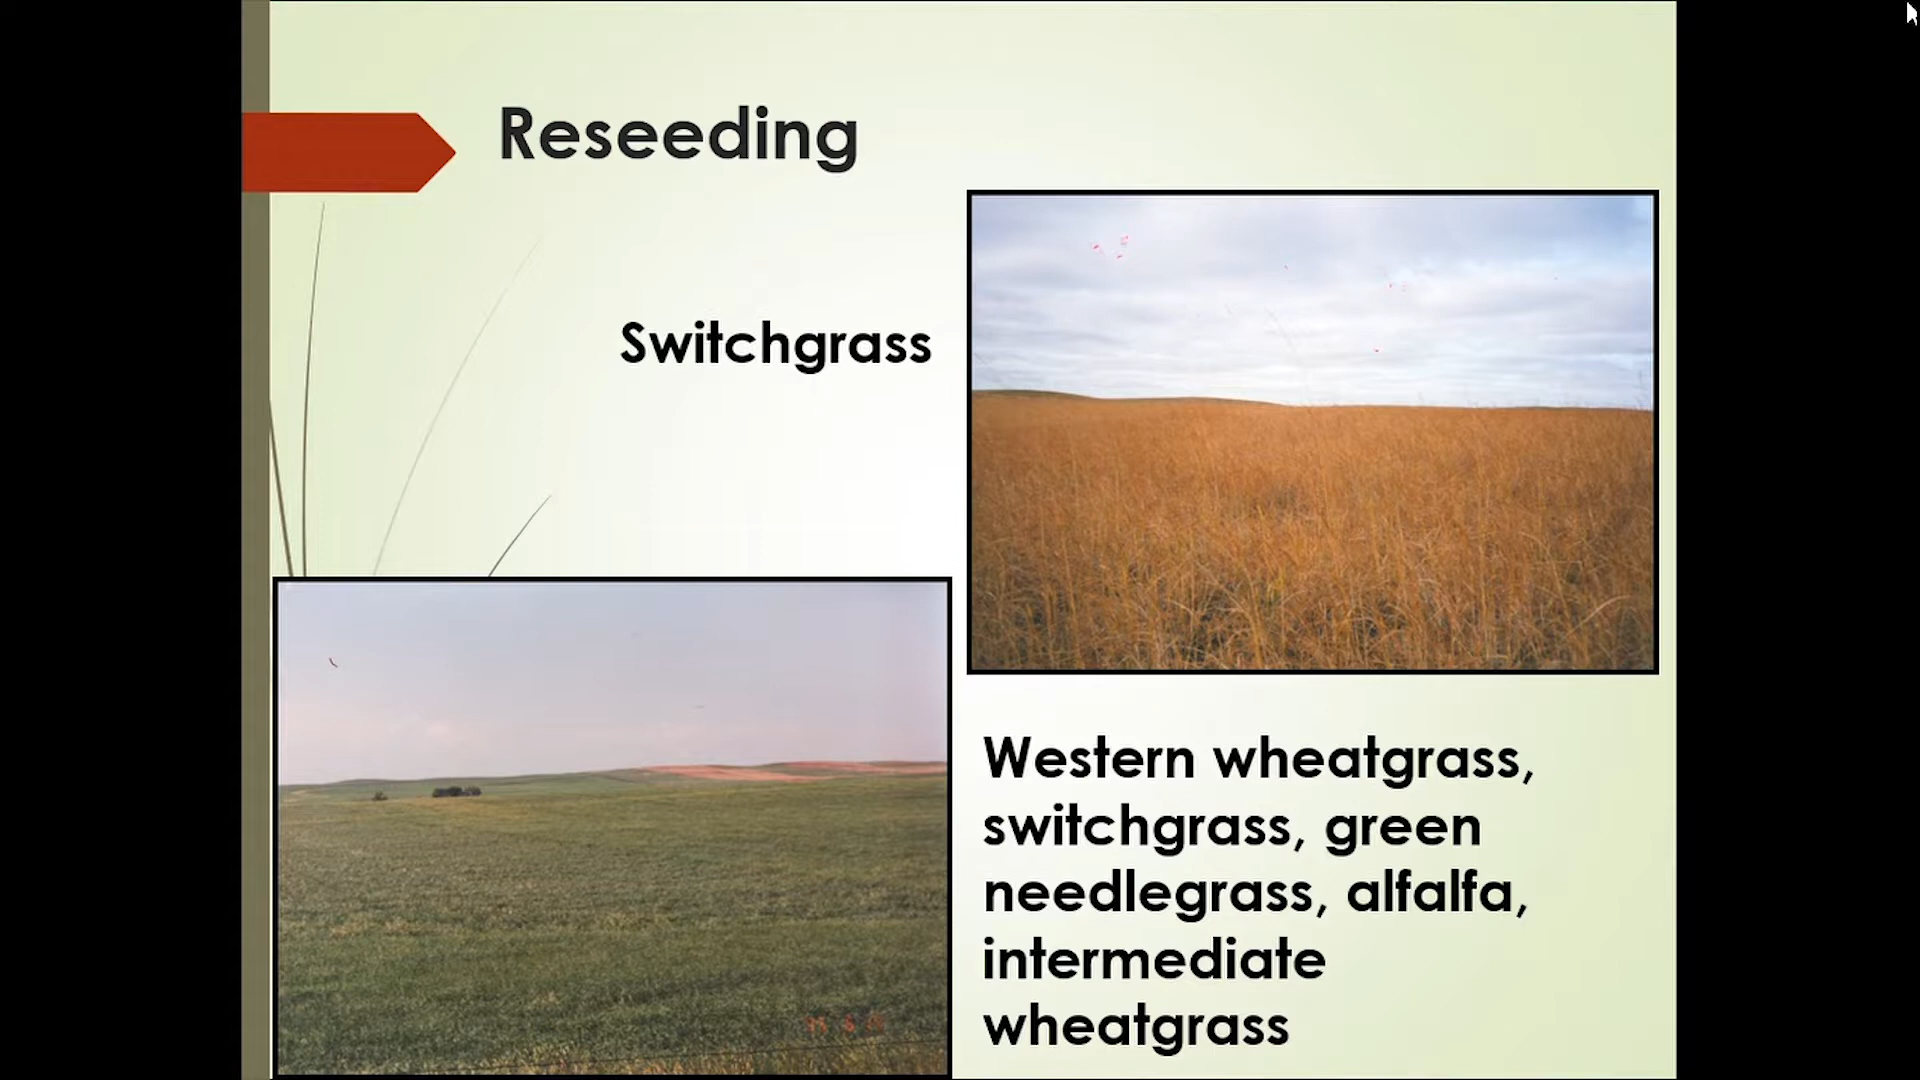 Reseeding
Switchgrass
Western wheatgrass,
switchgrass, green
needlegrass, alfalfa,
intermediate
wheatgrass